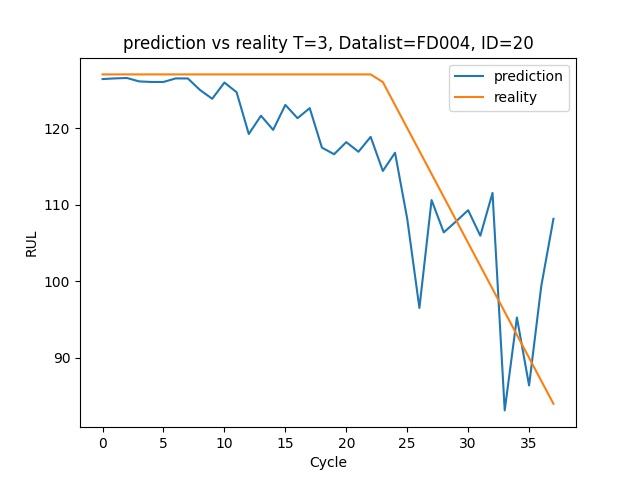 prediction vs reality T=3, Datalist=FD004, ID=20
prediction
reality
RUL
120
110
100
90
0 5 10 15 20 25 30 35
Cycle